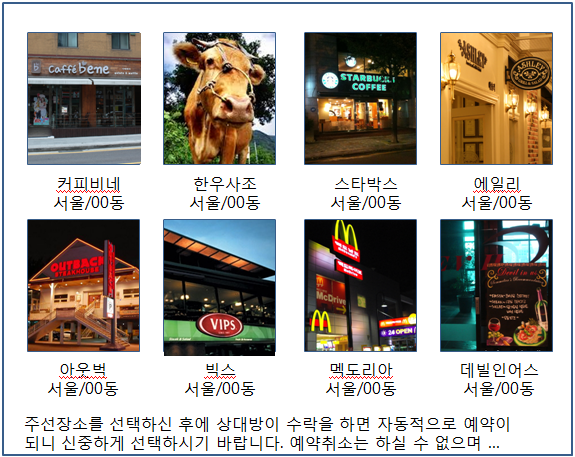 Caffé bene
STARBUCKS COFFEE
ASHLEY
커피비네
한우사조
스타박스
에일리
서울/00동
서울/00동
서울/00동
서울/00동
OUTBACK
STEAKHOUSE
VIPS
McDrive
24 OPEN
Devil in us
아웃벅
빅스
멕도리아
데빌인어스
서울/00동
서울/00동
서울/00동
서울/00동
주선장소를 선택하신 후에 상대방이 수락을 하면 자동적으로 예약이
되니 신중하게 선택하시기 바랍니다. 예약취소는 하실 수 없으며 ...